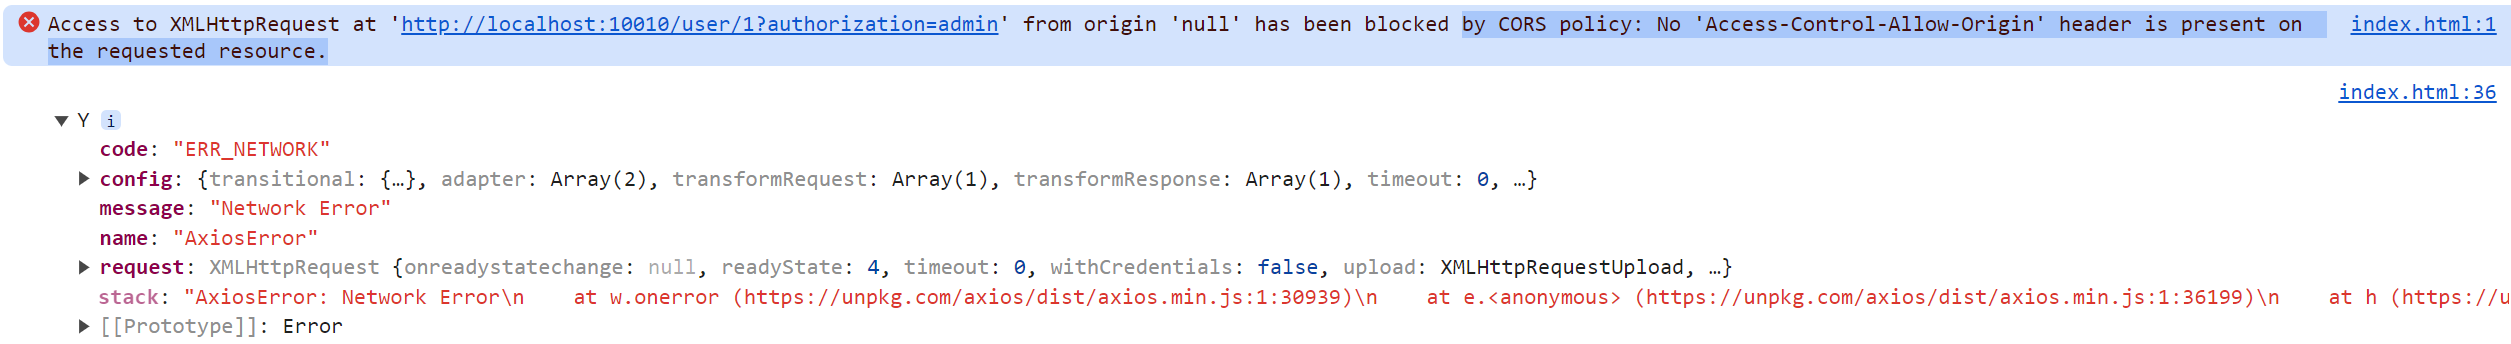 Access to XMLHttpRequest at 'http://localhost:10010/user/1?authorization=admin' from origin 'null' has been blocked by CORS policy: No 'Access-Control-Allow-Origin' header is present on index.html:1
the requested resource.
index.html:36
Y i
code: "ERR_NETWORK"
config: {transitional: {…}, adapter: Array(2), transformRequest: Array(1), transformResponse: Array(1), timeout: 0, …}
message: "Network Error"
name: "AxiosError"
request: XMLHttpRequest {onreadystatechange: null, readyState: 4, timeout: 0, withCredentials: false, upload: XMLHttpRequestUpload, …}
stack: "AxiosError: Network Error\n    at w.onerror (https://unpkg.com/axios/dist/axios.min.js:1:30939)\n    at e.<anonymous> (https://unpkg.com/axios/dist/axios.min.js:1:36199)\n    at h (https://u
[[Prototype]]: Error